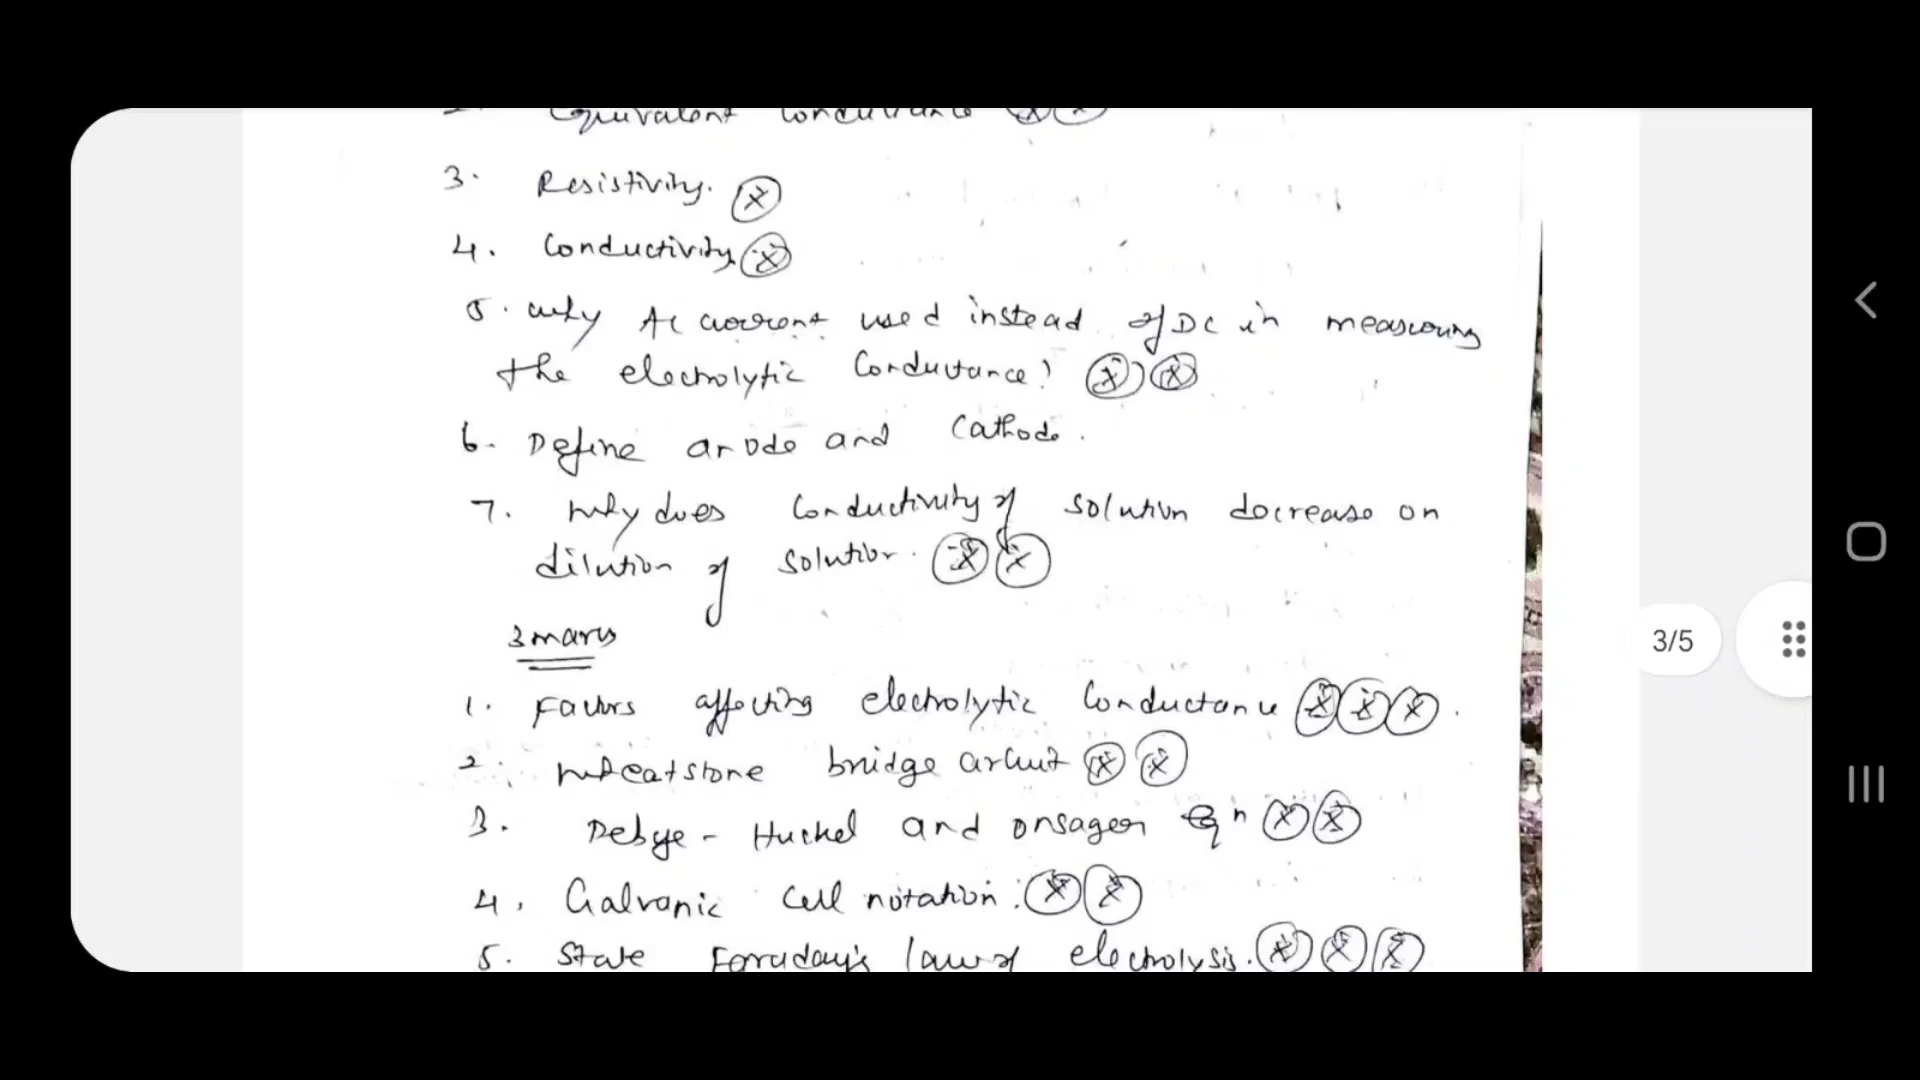 2. Equivalent Conductance
3. Resistivity.
4. Conductivity
5. why AC current used instead of DC in measuring
the electrolytic Conductance?
6. Define anode and Cathode.
7. Why does Conductivity of solution decrease on
dilution of solution.
3 marks
1. Factors affecting electrolytic Conductance
2. Wheatstone bridge circuit
3. Debye - Huckel and onsager Eqn
3/5
4. Galvanic Cell notation.
5. State Faraday's law of electrolysis.